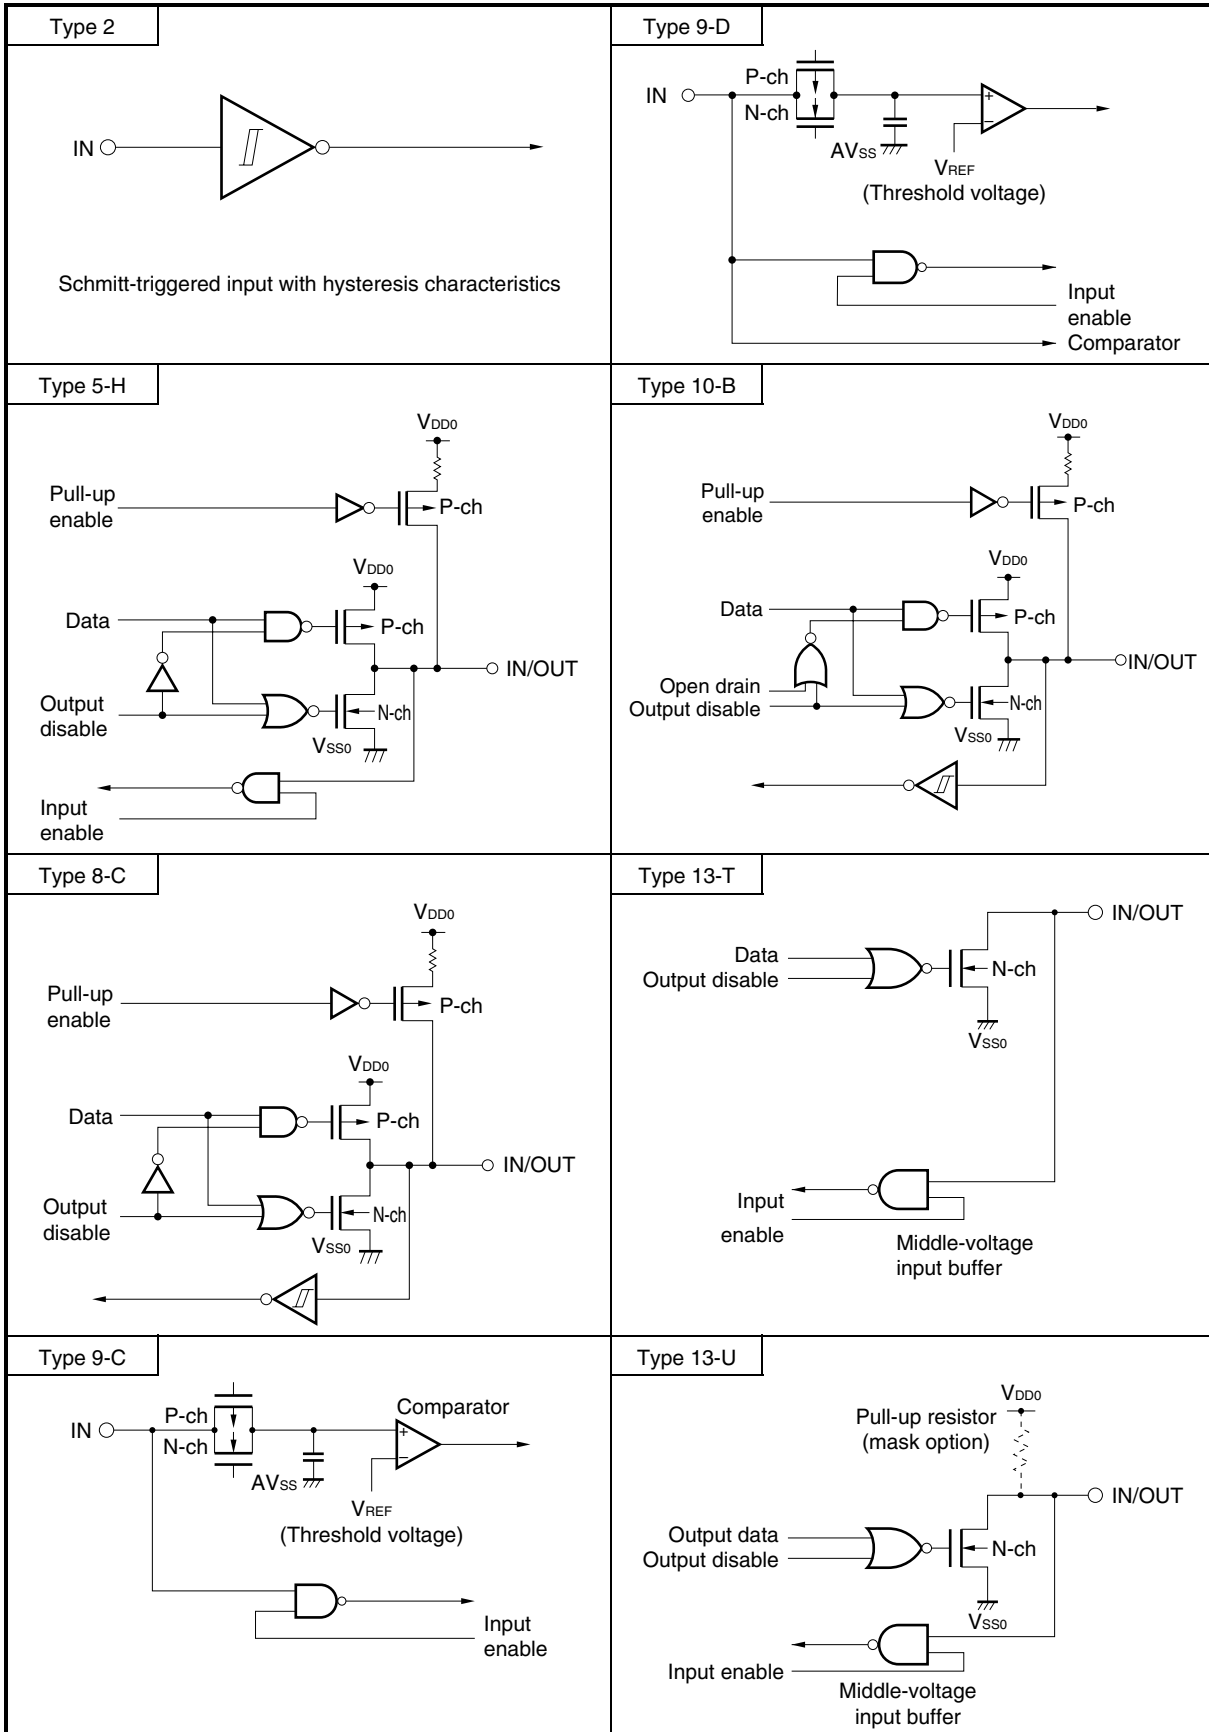 Type 2
IN
Schmitt-triggered input with hysteresis characteristics
Type 9-D
IN
P-ch
N-ch
+
−
AVSS
VREF
(Threshold voltage)
Input
enable
Comparator
Type 5-H
VDD0
Pull-up
enable
P-ch
VDD0
Data
P-ch
IN/OUT
Output
disable
N-ch
VSS0
Input
enable
Type 10-B
VDD0
Pull-up
enable
P-ch
VDD0
Data
P-ch
IN/OUT
Open drain
Output disable
N-ch
VSS0
Type 8-C
VDD0
Pull-up
enable
P-ch
VDD0
Data
P-ch
IN/OUT
Output
disable
N-ch
VSS0
Type 13-T
IN/OUT
Data
Output disable
N-ch
VSS0
Input
enable
Middle-voltage
input buffer
Type 9-C
IN
P-ch
N-ch
Comparator
+
−
AVSS
VREF
(Threshold voltage)
Input
enable
Type 13-U
VDD0
Pull-up resistor
(mask option)
IN/OUT
Output data
Output disable
N-ch
VSS0
Input enable
Middle-voltage
input buffer